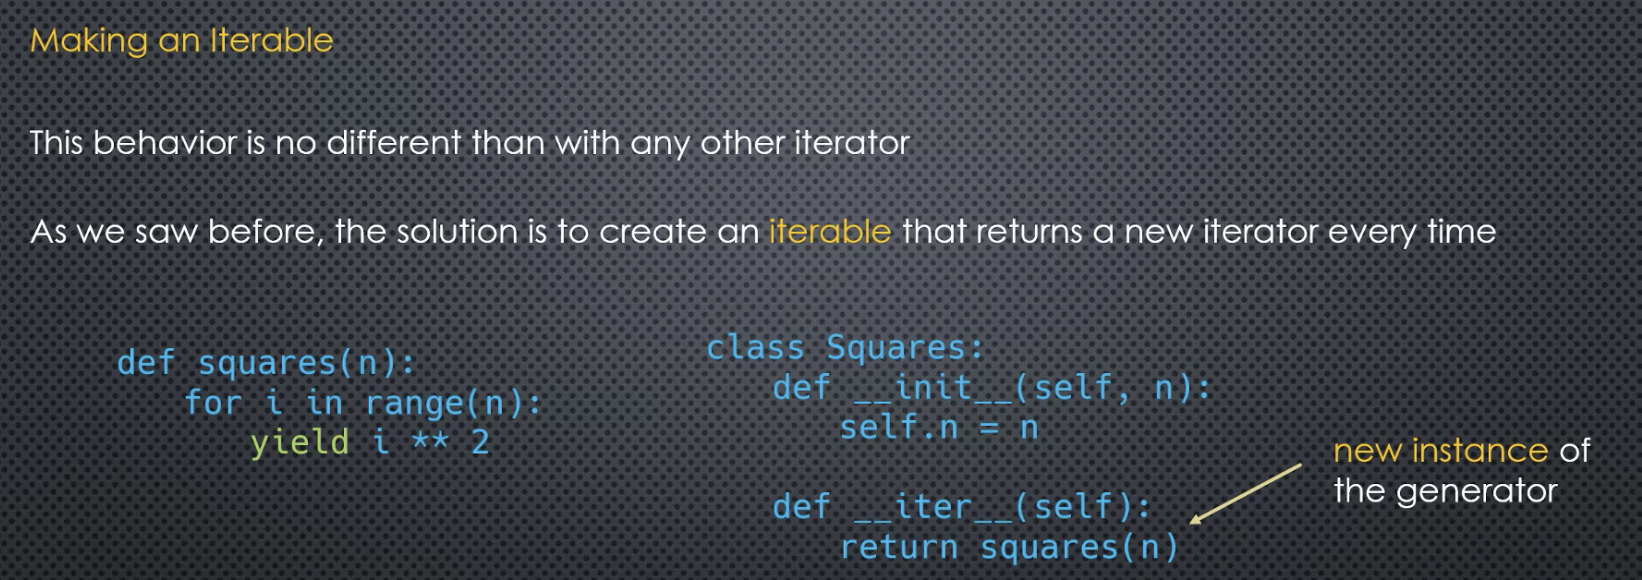 Making an Iterable
This behavior is no different than with any other iterator
As we saw before, the solution is to create an iterable that returns a new iterator every time
def squares(n):
for i in range(n):
yield i ** 2
class Squares:
def __init__(self, n):
self.n = n
def __iter__(self):
return squares(n)
new instance of
the generator